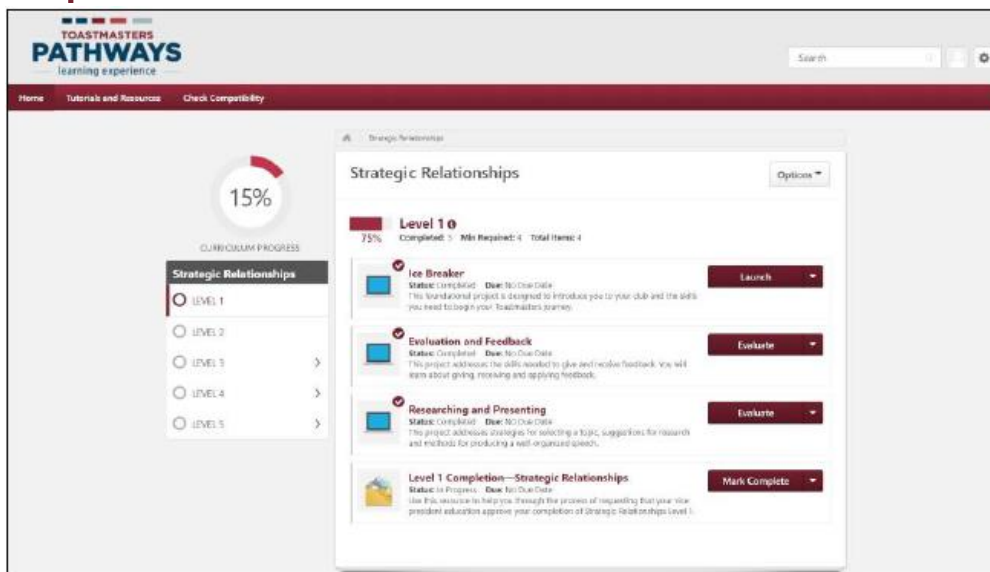 TOASTMASTERS
PATHWAYS
learning experience
Search
Home Tutorials and Resources Check Compatibility
Strategic Relationships
15%
CURRICULUM PROGRESS
Strategic Relationships
LEVEL 1
LEVEL 2
LEVEL 3
LEVEL 4
LEVEL 5
Strategic Relationships
Options
Level 1
75% Completed: 3 Min Required: 4 Total Items: 4
Ice Breaker
Status: Completed Due: No Due Date
This foundational project is designed to introduce you to your club and the skills
you need to begin your Toastmasters journey.
Launch
Evaluation and Feedback
Status: Completed Due: No Due Date
This project addresses the skills needed to give and receive feedback. You will
learn about giving, receiving and applying feedback.
Evaluate
Researching and Presenting
Status: Completed Due: No Due Date
This project addresses strategies for selecting a topic, suggestions for research
and methods for producing a well-organized speech.
Evaluate
Level 1 Completion—Strategic Relationships
Status: In Progress Due: No Due Date
Use this resource to help you through the process of requesting that your vice
president education approve your completion of Strategic Relationships Level 1.
Mark Complete